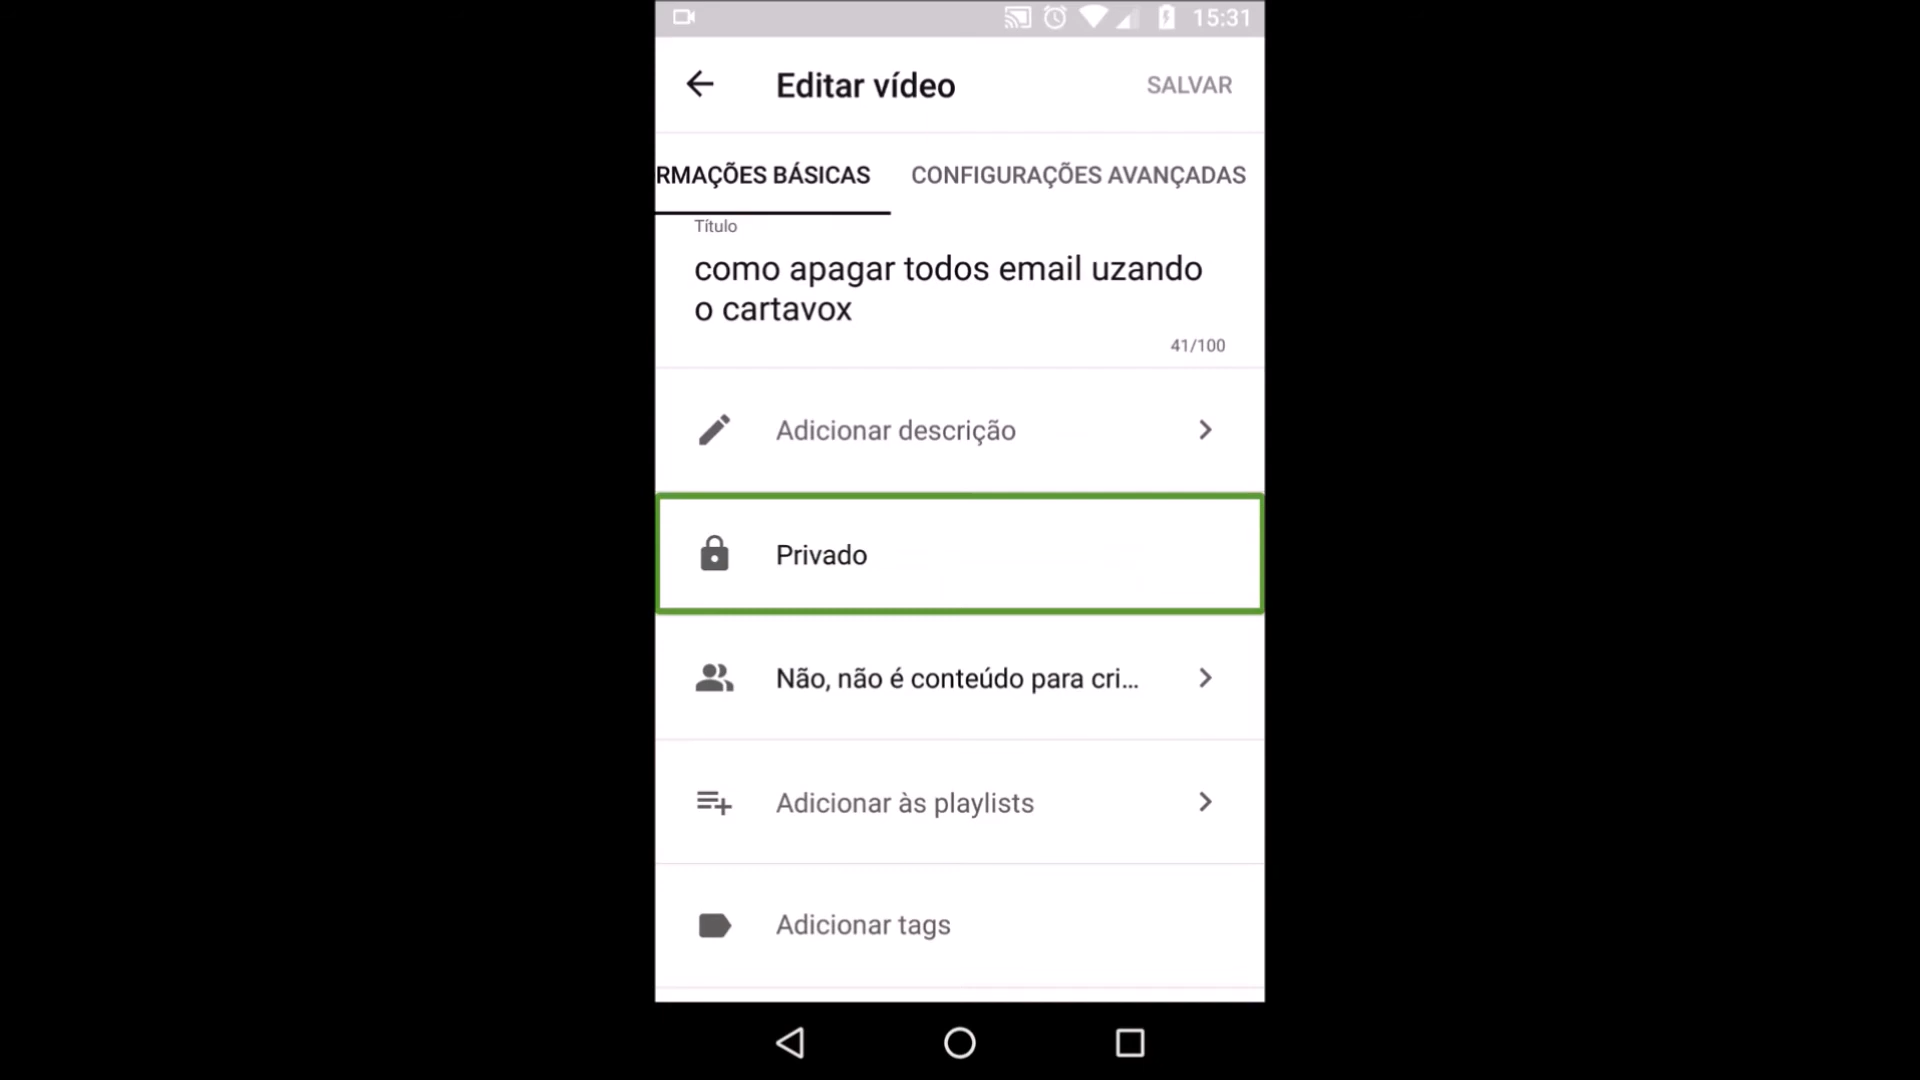 15:31
Editar vídeo
SALVAR
RMAÇÕES BÁSICAS
CONFIGURAÇÕES AVANÇADAS
Título
como apagar todos email uzando
o cartavox
41/100
Adicionar descrição
Privado
Não, não é conteúdo para cri...
Adicionar às playlists
Adicionar tags